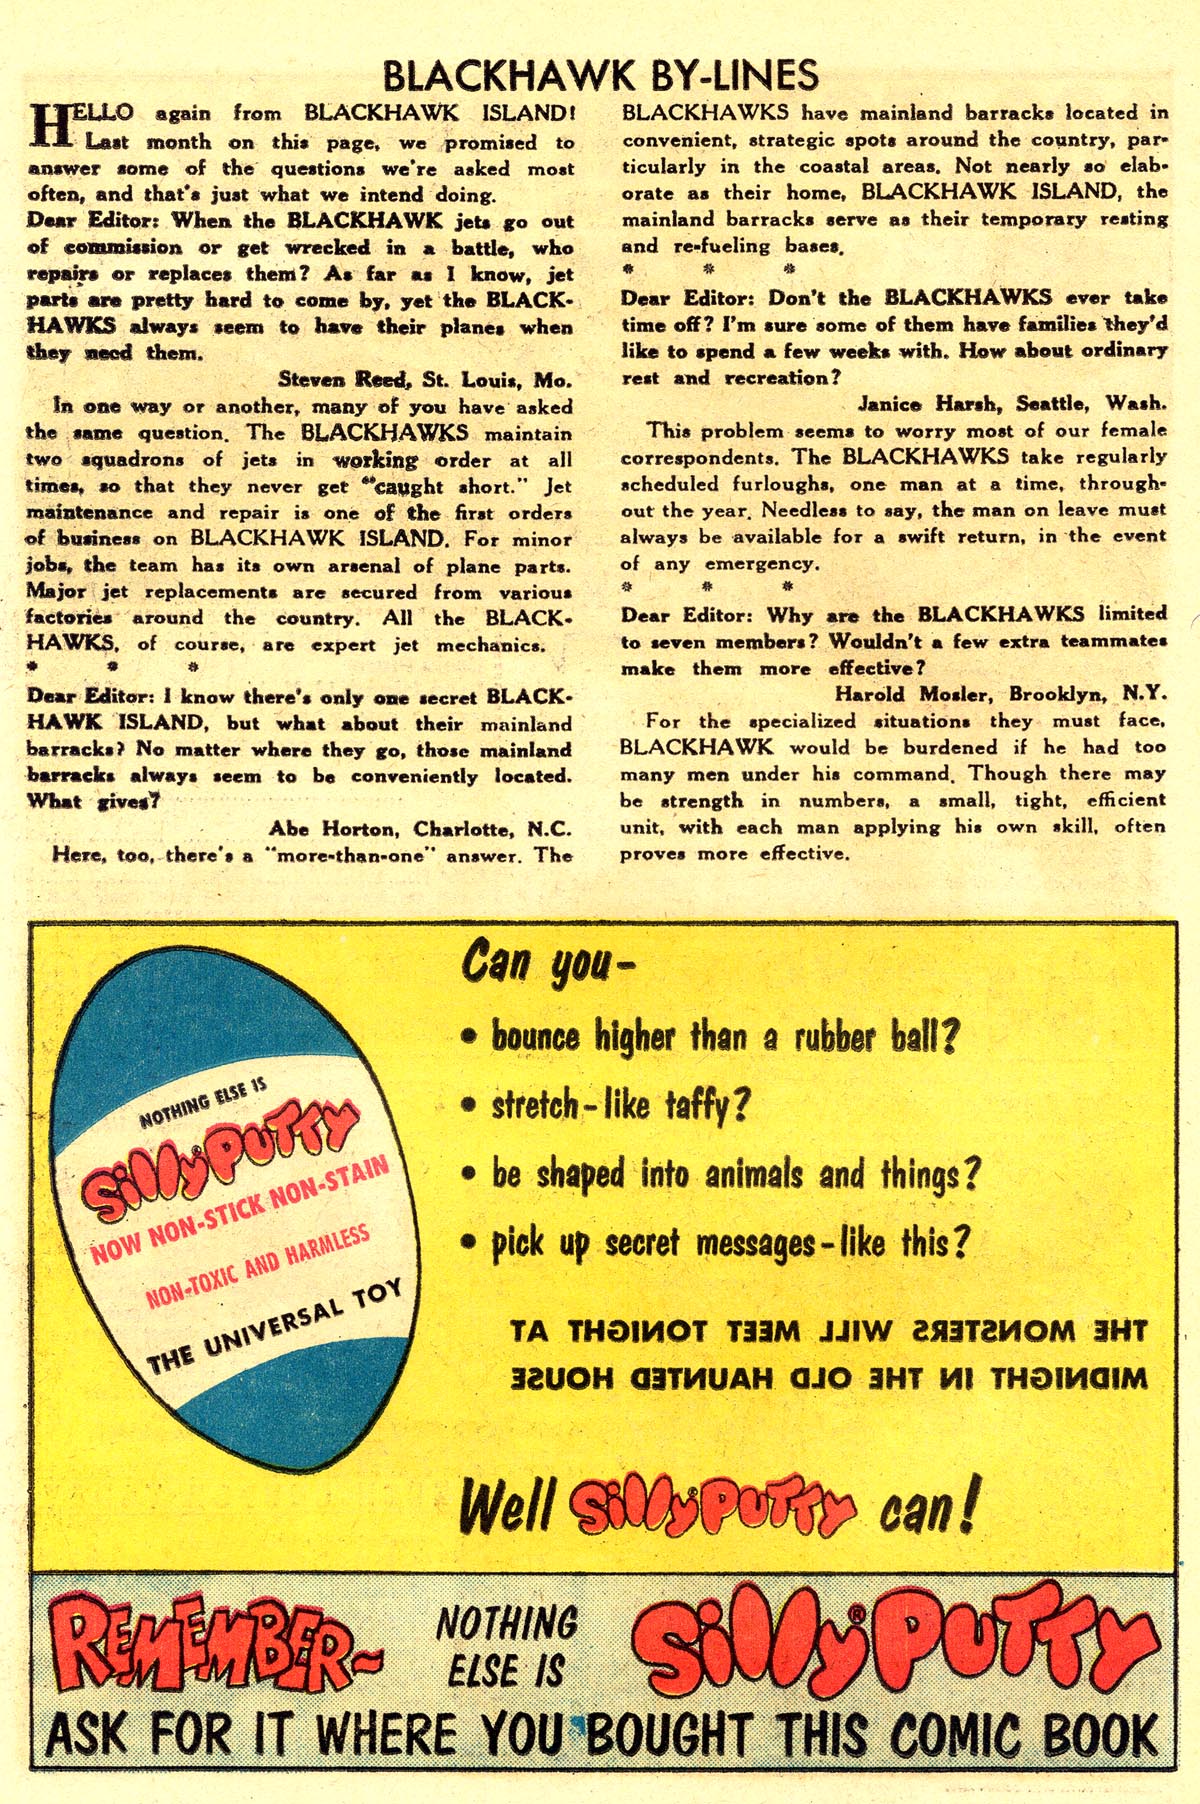 BLACKHAWK BY-LINES
HELLO again from BLACKHAWK ISLAND!
Last month on this page, we promised to
answer some of the questions we're asked most
often, and that's just what we intend doing.
Dear Editor: When the BLACKHAWK jets go out
of commission or get wrecked in a battle, who
repairs or replaces them? As far as I know, jet
parts are pretty hard to come by, yet the BLACK-
HAWKS always seem to have their planes when
they need them.
Steven Reed, St. Louis, Mo.
In one way or another, many of you have asked
the same question. The BLACKHAWKS maintain
two squadrons of jets in working order at all
times, so that they never get "caught short." Jet
maintenance and repair is one of the first orders
of business on BLACKHAWK ISLAND. For minor
jobs, the team has its own arsenal of plane parts.
Major jet replacements are secured from various
factories around the country. All the BLACK-
HAWKS, of course, are expert jet mechanics.
* * *
Dear Editor: I know there's only one secret BLACK-
HAWK ISLAND, but what about their mainland
barracks? No matter where they go, those mainland
barracks always seem to be conveniently located.
What gives?
Abe Horton, Charlotte, N.C.
Here, too, there's a "more-than-one" answer. The
BLACKHAWKS have mainland barracks located in
convenient, strategic spots around the country, par-
ticularly in the coastal areas. Not nearly so elab-
orate as their home, BLACKHAWK ISLAND, the
mainland barracks serve as their temporary resting
and re-fueling bases.
* * *
Dear Editor: Don't the BLACKHAWKS ever take
time off? I'm sure some of them have families they'd
like to spend a few weeks with. How about ordinary
rest and recreation?
Janice Harsh, Seattle, Wash.
This problem seems to worry most of our female
correspondents. The BLACKHAWKS take regularly
scheduled furloughs, one man at a time, through-
out the year. Needless to say, the man on leave must
always be available for a swift return, in the event
of any emergency.
* * *
Dear Editor: Why are the BLACKHAWKS limited
to seven members? Wouldn't a few extra teammates
make them more effective?
Harold Mosler, Brooklyn, N.Y.
For the specialized situations they must face,
BLACKHAWK would be burdened if he had too
many men under his command. Though there may
be strength in numbers, a small, tight, efficient
unit, with each man applying his own skill, often
proves more effective.
NOTHING ELSE IS
Silly® PUTTY
NOW NON-STICK NON-STAIN
NON-TOXIC AND HARMLESS
THE UNIVERSAL TOY
Can you-
• bounce higher than a rubber ball?
• stretch-like taffy?
• be shaped into animals and things?
• pick up secret messages-like this?
THE MONSTERS WILL MEET TONIGHT AT
MIDNIGHT IN THE OLD HAUNTED HOUSE
Well Silly® PUTTY can!
REMEMBER~
NOTHING
ELSE IS
Silly® PUTTY
ASK FOR IT WHERE YOU BOUGHT THIS COMIC BOOK